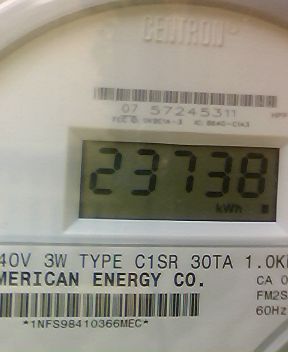 CENTRON
07 57245311
23738
kWh
40V 3W TYPE C1SR 30TA 1.0K
MERICAN ENERGY CO.
CA 0
FM2S
60Hz
*1NFS98410366MEC*